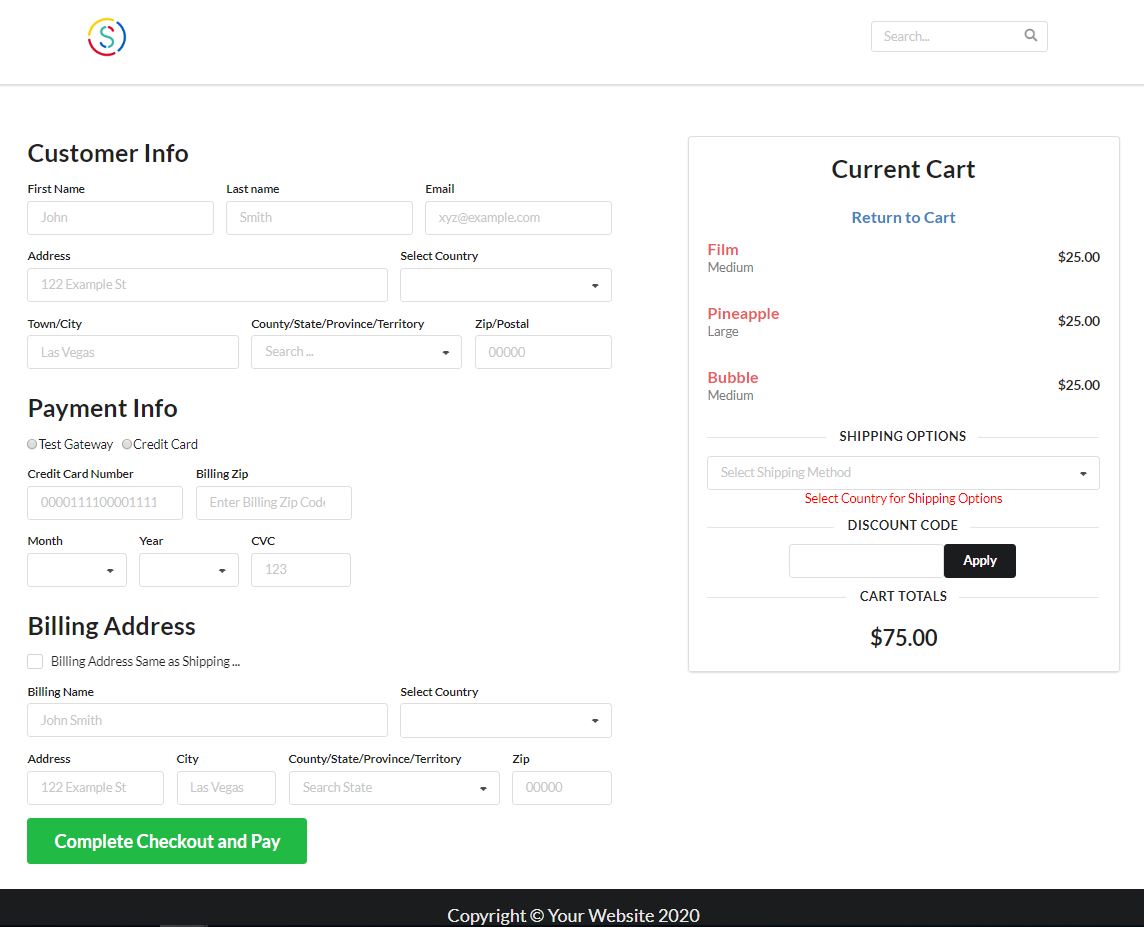 S
Search...
Customer Info
First Name Last name Email
John Smith xyz@example.com
Address Select Country
122 Example St
Town/City County/State/Province/Territory Zip/Postal
Las Vegas Search ... 00000
Payment Info
Test Gateway Credit Card
Credit Card Number Billing Zip
0000111100001111 Enter Billing Zip Code
Month Year CVC
123
Billing Address
Billing Address Same as Shipping ...
Billing Name Select Country
John Smith
Address City County/State/Province/Territory Zip
122 Example St Las Vegas Search State 00000
Complete Checkout and Pay
Current Cart
Return to Cart
Film
Medium
$25.00
Pineapple
Large
$25.00
Bubble
Medium
$25.00
SHIPPING OPTIONS
Select Shipping Method
Select Country for Shipping Options
DISCOUNT CODE
Apply
CART TOTALS
$75.00
Copyright © Your Website 2020